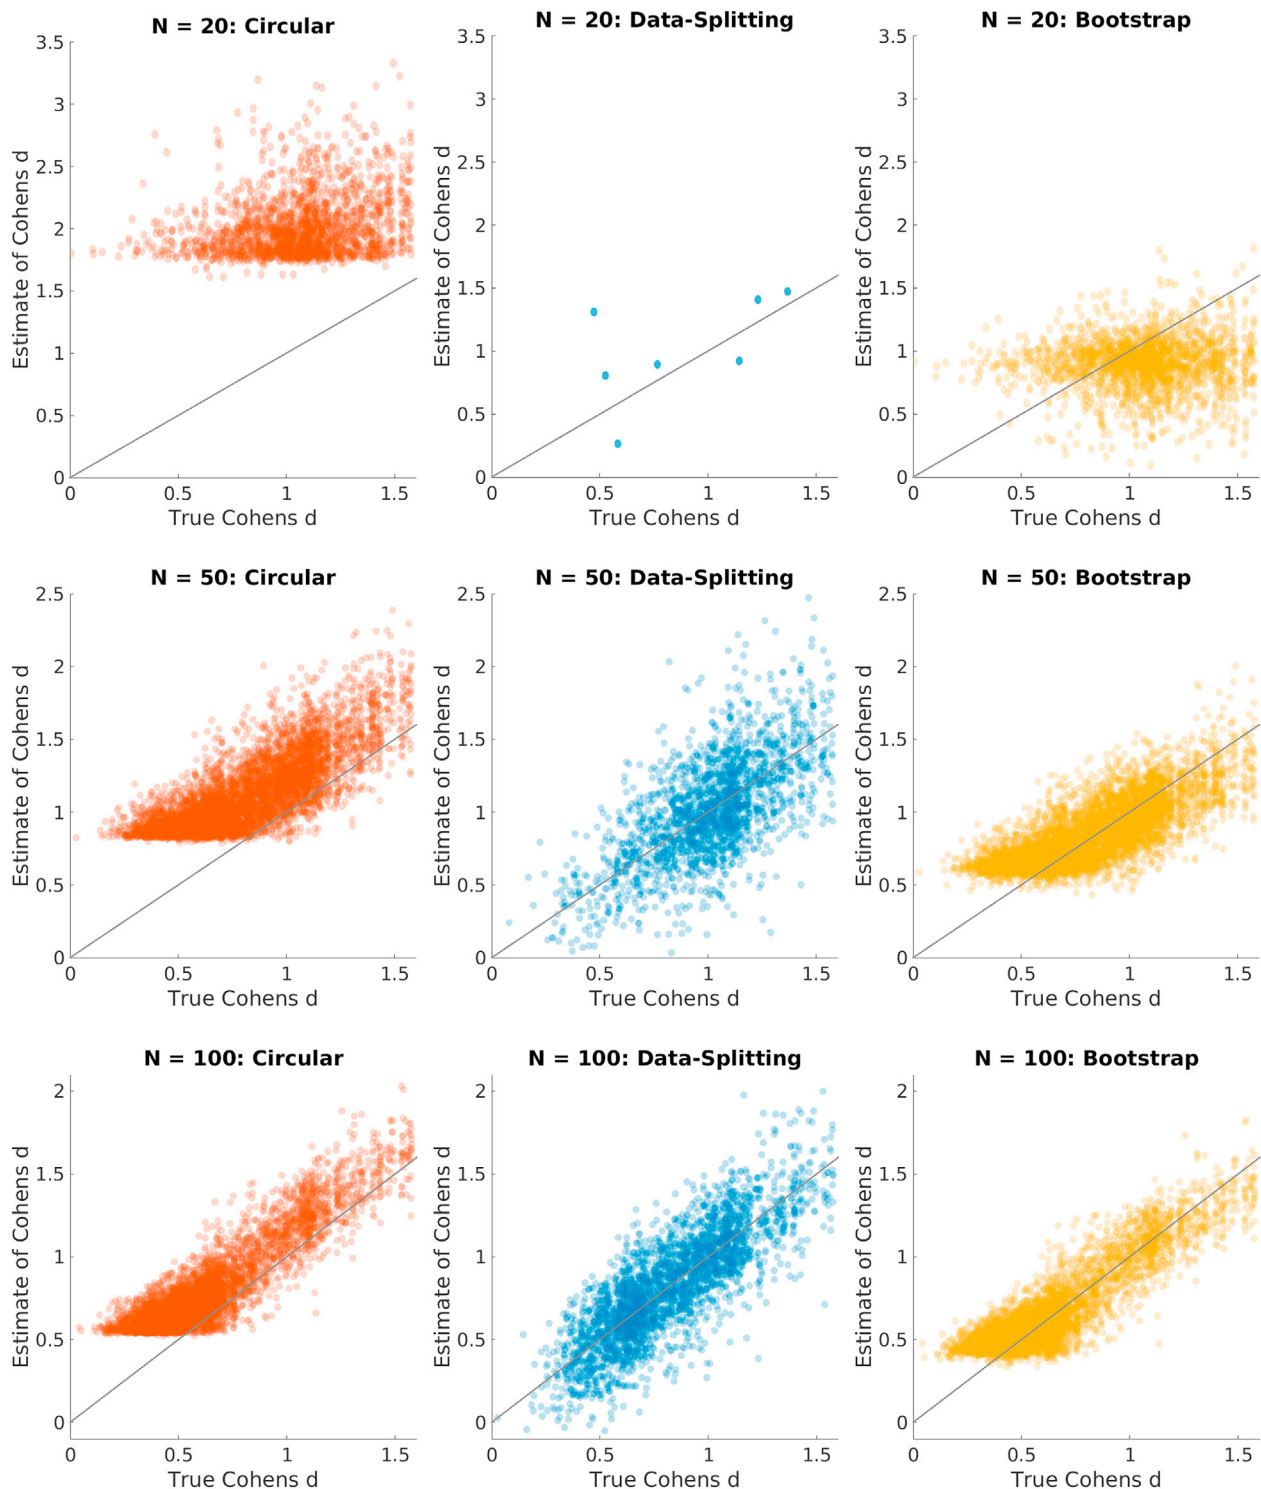 N = 20: Circular
3.5
3
2.5
2
1.5
1
0.5
0
Estimate of Cohens d
0 0.5 1 1.5
True Cohens d
N = 20: Data-Splitting
3.5
3
2.5
2
1.5
1
0.5
0
Estimate of Cohens d
0 0.5 1 1.5
True Cohens d
N = 20: Bootstrap
3.5
3
2.5
2
1.5
1
0.5
0
Estimate of Cohens d
0 0.5 1 1.5
True Cohens d
N = 50: Circular
2.5
2
1.5
1
0.5
0
Estimate of Cohens d
0 0.5 1 1.5
True Cohens d
N = 50: Data-Splitting
2.5
2
1.5
1
0.5
0
Estimate of Cohens d
0 0.5 1 1.5
True Cohens d
N = 50: Bootstrap
2.5
2
1.5
1
0.5
0
Estimate of Cohens d
0 0.5 1 1.5
True Cohens d
N = 100: Circular
2
1.5
1
0.5
0
Estimate of Cohens d
0 0.5 1 1.5
True Cohens d
N = 100: Data-Splitting
2
1.5
1
0.5
0
Estimate of Cohens d
0 0.5 1 1.5
True Cohens d
N = 100: Bootstrap
2
1.5
1
0.5
0
Estimate of Cohens d
0 0.5 1 1.5
True Cohens d